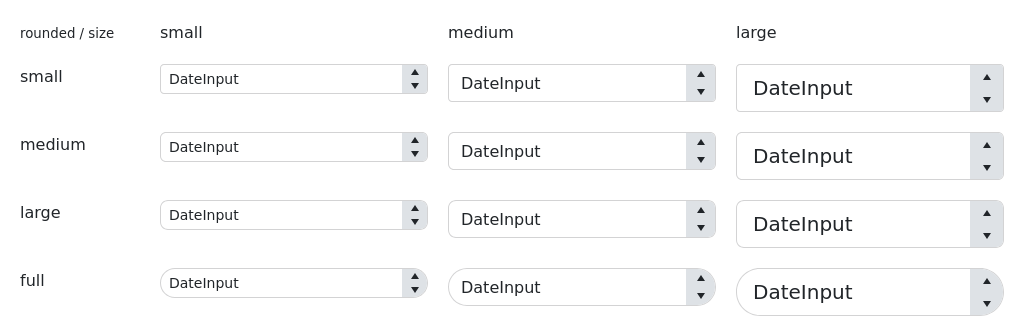 rounded / size small medium large
small DateInput DateInput DateInput
medium DateInput DateInput DateInput
large DateInput DateInput DateInput
full DateInput DateInput DateInput